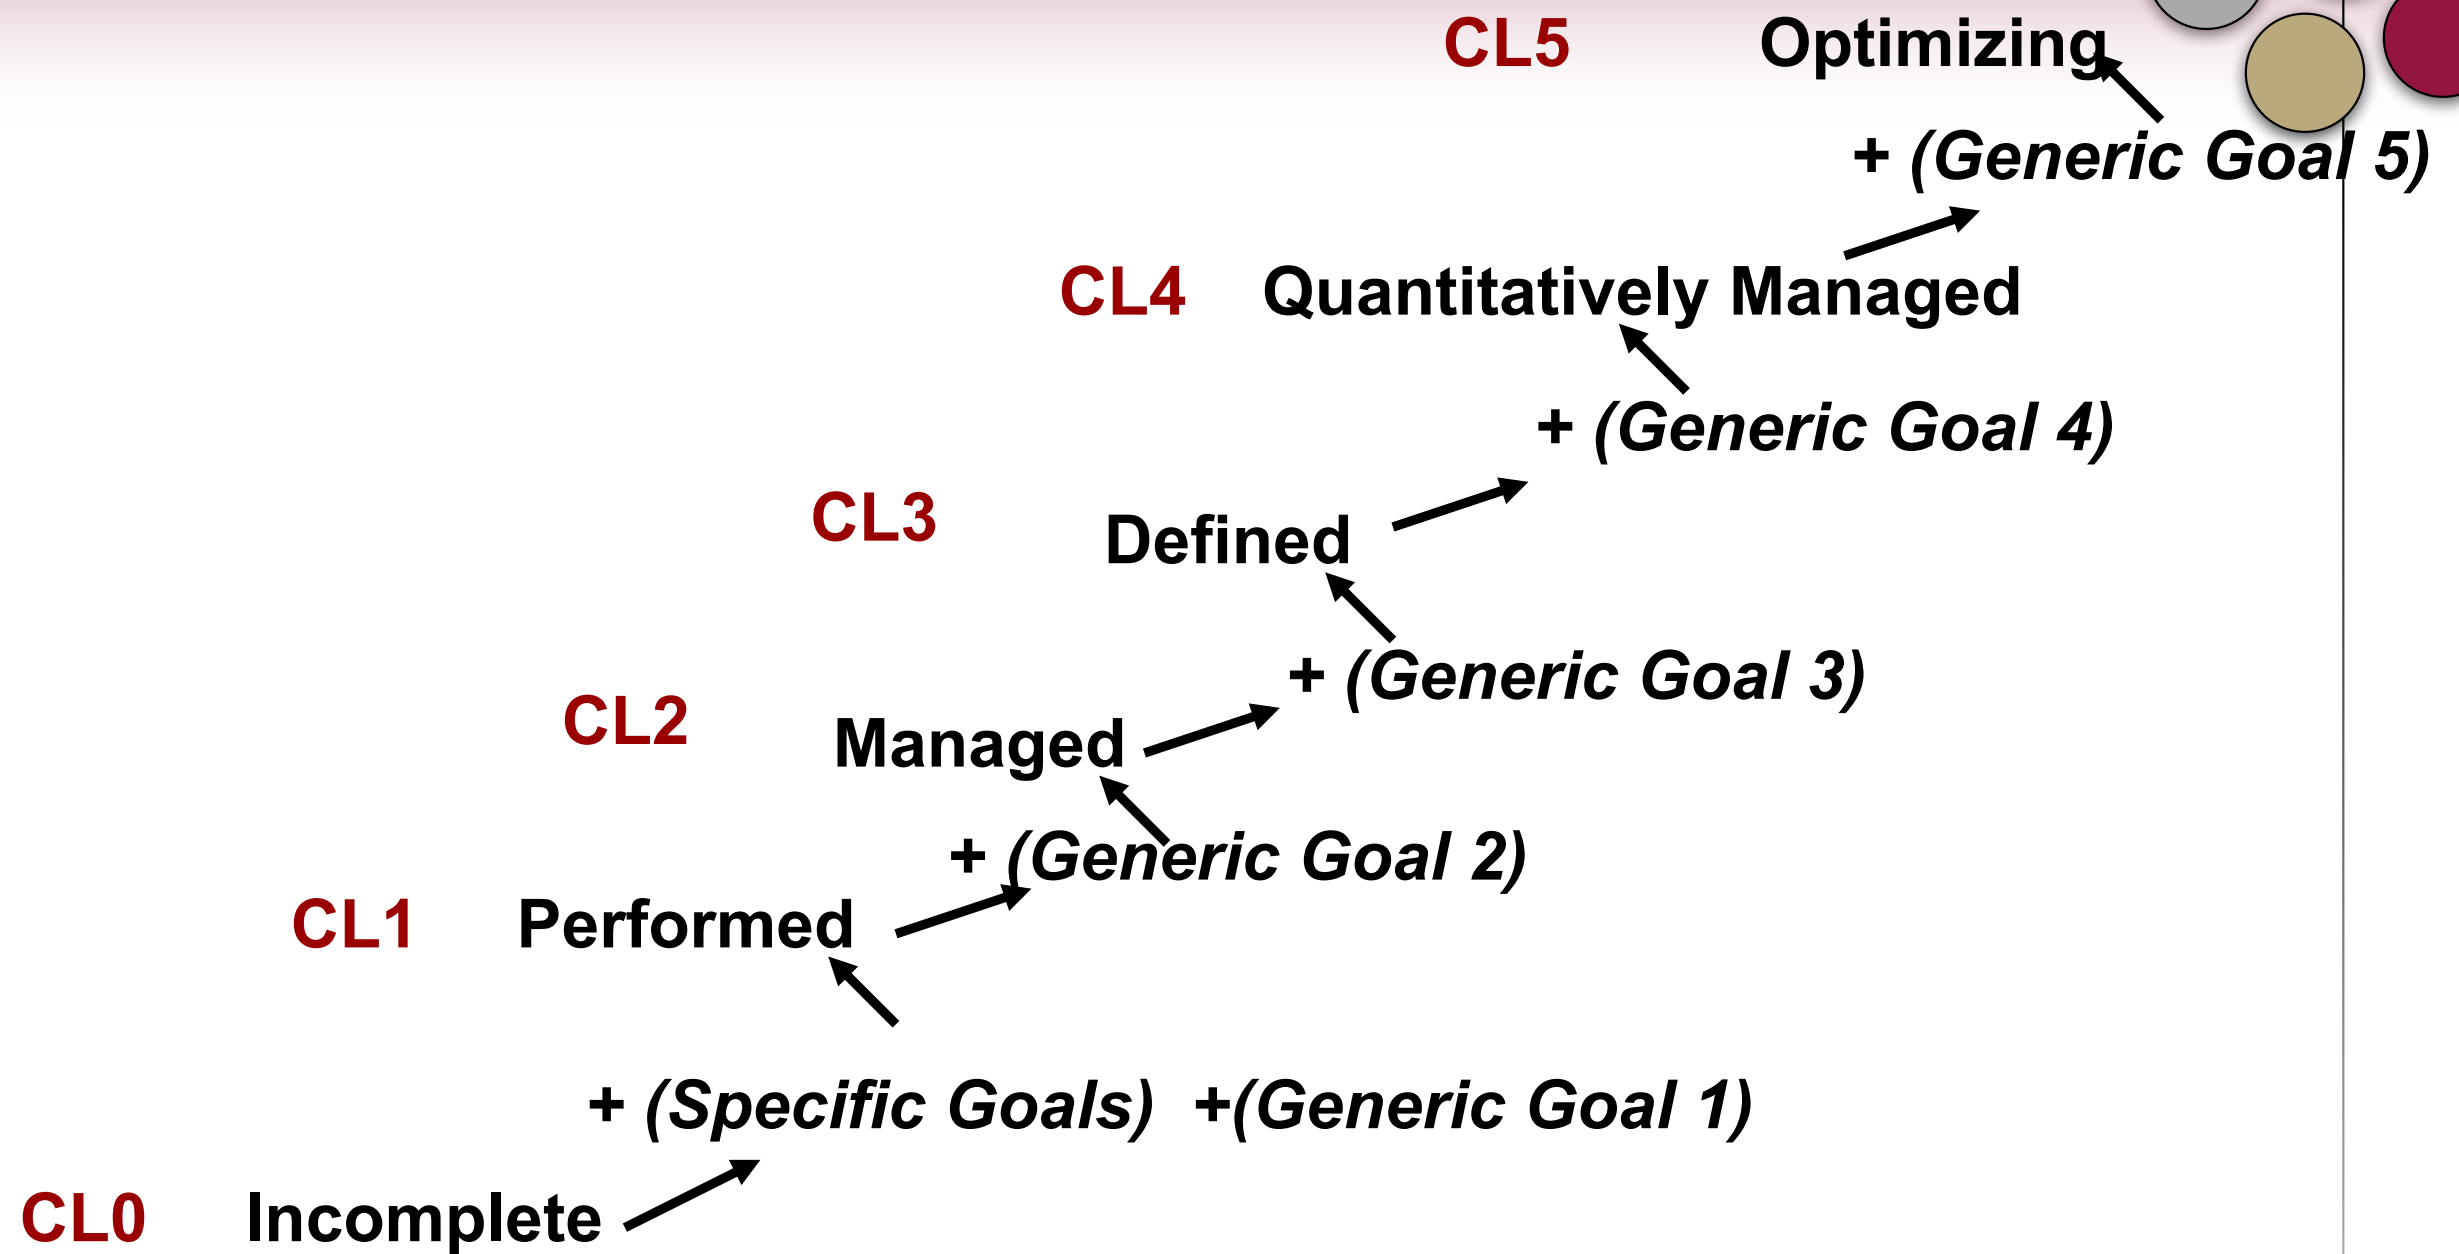 CL5 Optimizing
+ (Generic Goal 5)
CL4 Quantitatively Managed
+ (Generic Goal 4)
CL3 Defined
+ (Generic Goal 3)
CL2 Managed
+ (Generic Goal 2)
CL1 Performed
+ (Specific Goals) +(Generic Goal 1)
CL0 Incomplete